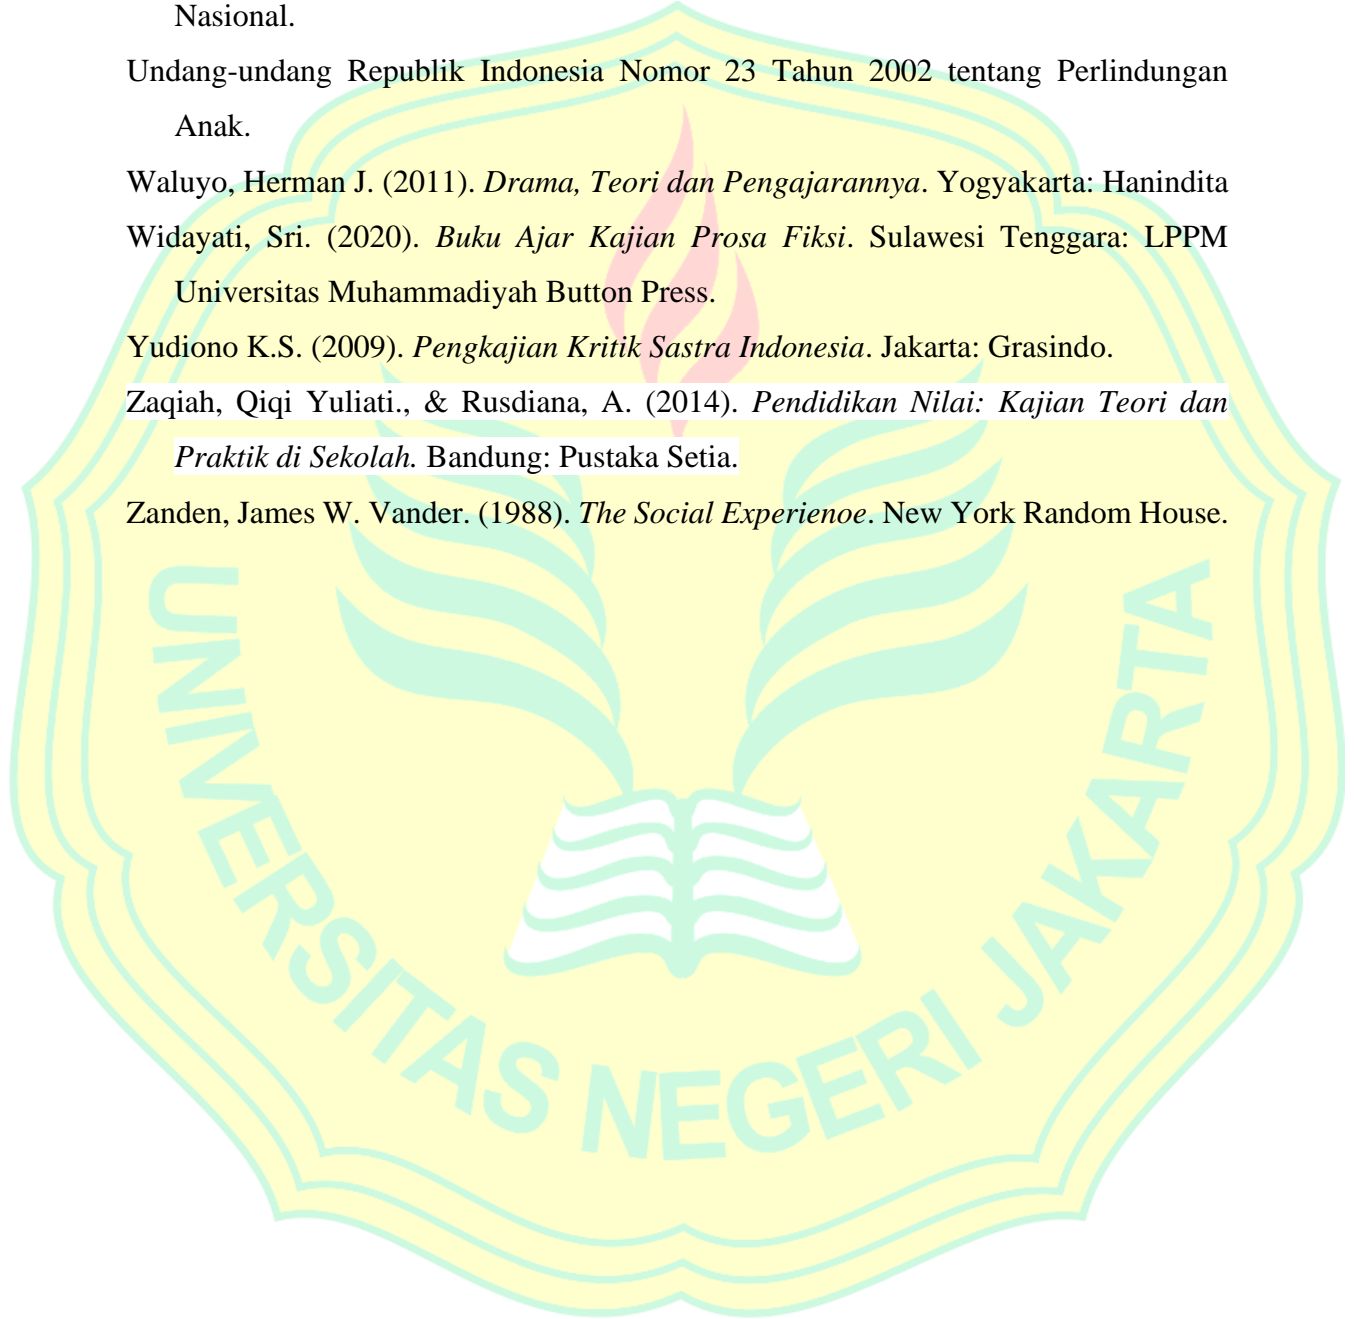 Nasional.
Undang-undang Republik Indonesia Nomor 23 Tahun 2002 tentang Perlindungan
Anak.
Waluyo, Herman J. (2011). Drama, Teori dan Pengajarannya. Yogyakarta: Hanindita
Widayati, Sri. (2020). Buku Ajar Kajian Prosa Fiksi. Sulawesi Tenggara: LPPM
Universitas Muhammadiyah Button Press.
Yudiono K.S. (2009). Pengkajian Kritik Sastra Indonesia. Jakarta: Grasindo.
Zaqiah, Qiqi Yuliati., & Rusdiana, A. (2014). Pendidikan Nilai: Kajian Teori dan
Praktik di Sekolah. Bandung: Pustaka Setia.
Zanden, James W. Vander. (1988). The Social Experienoe. New York Random House.
UNIVERSITAS NEGERI JAKARTA